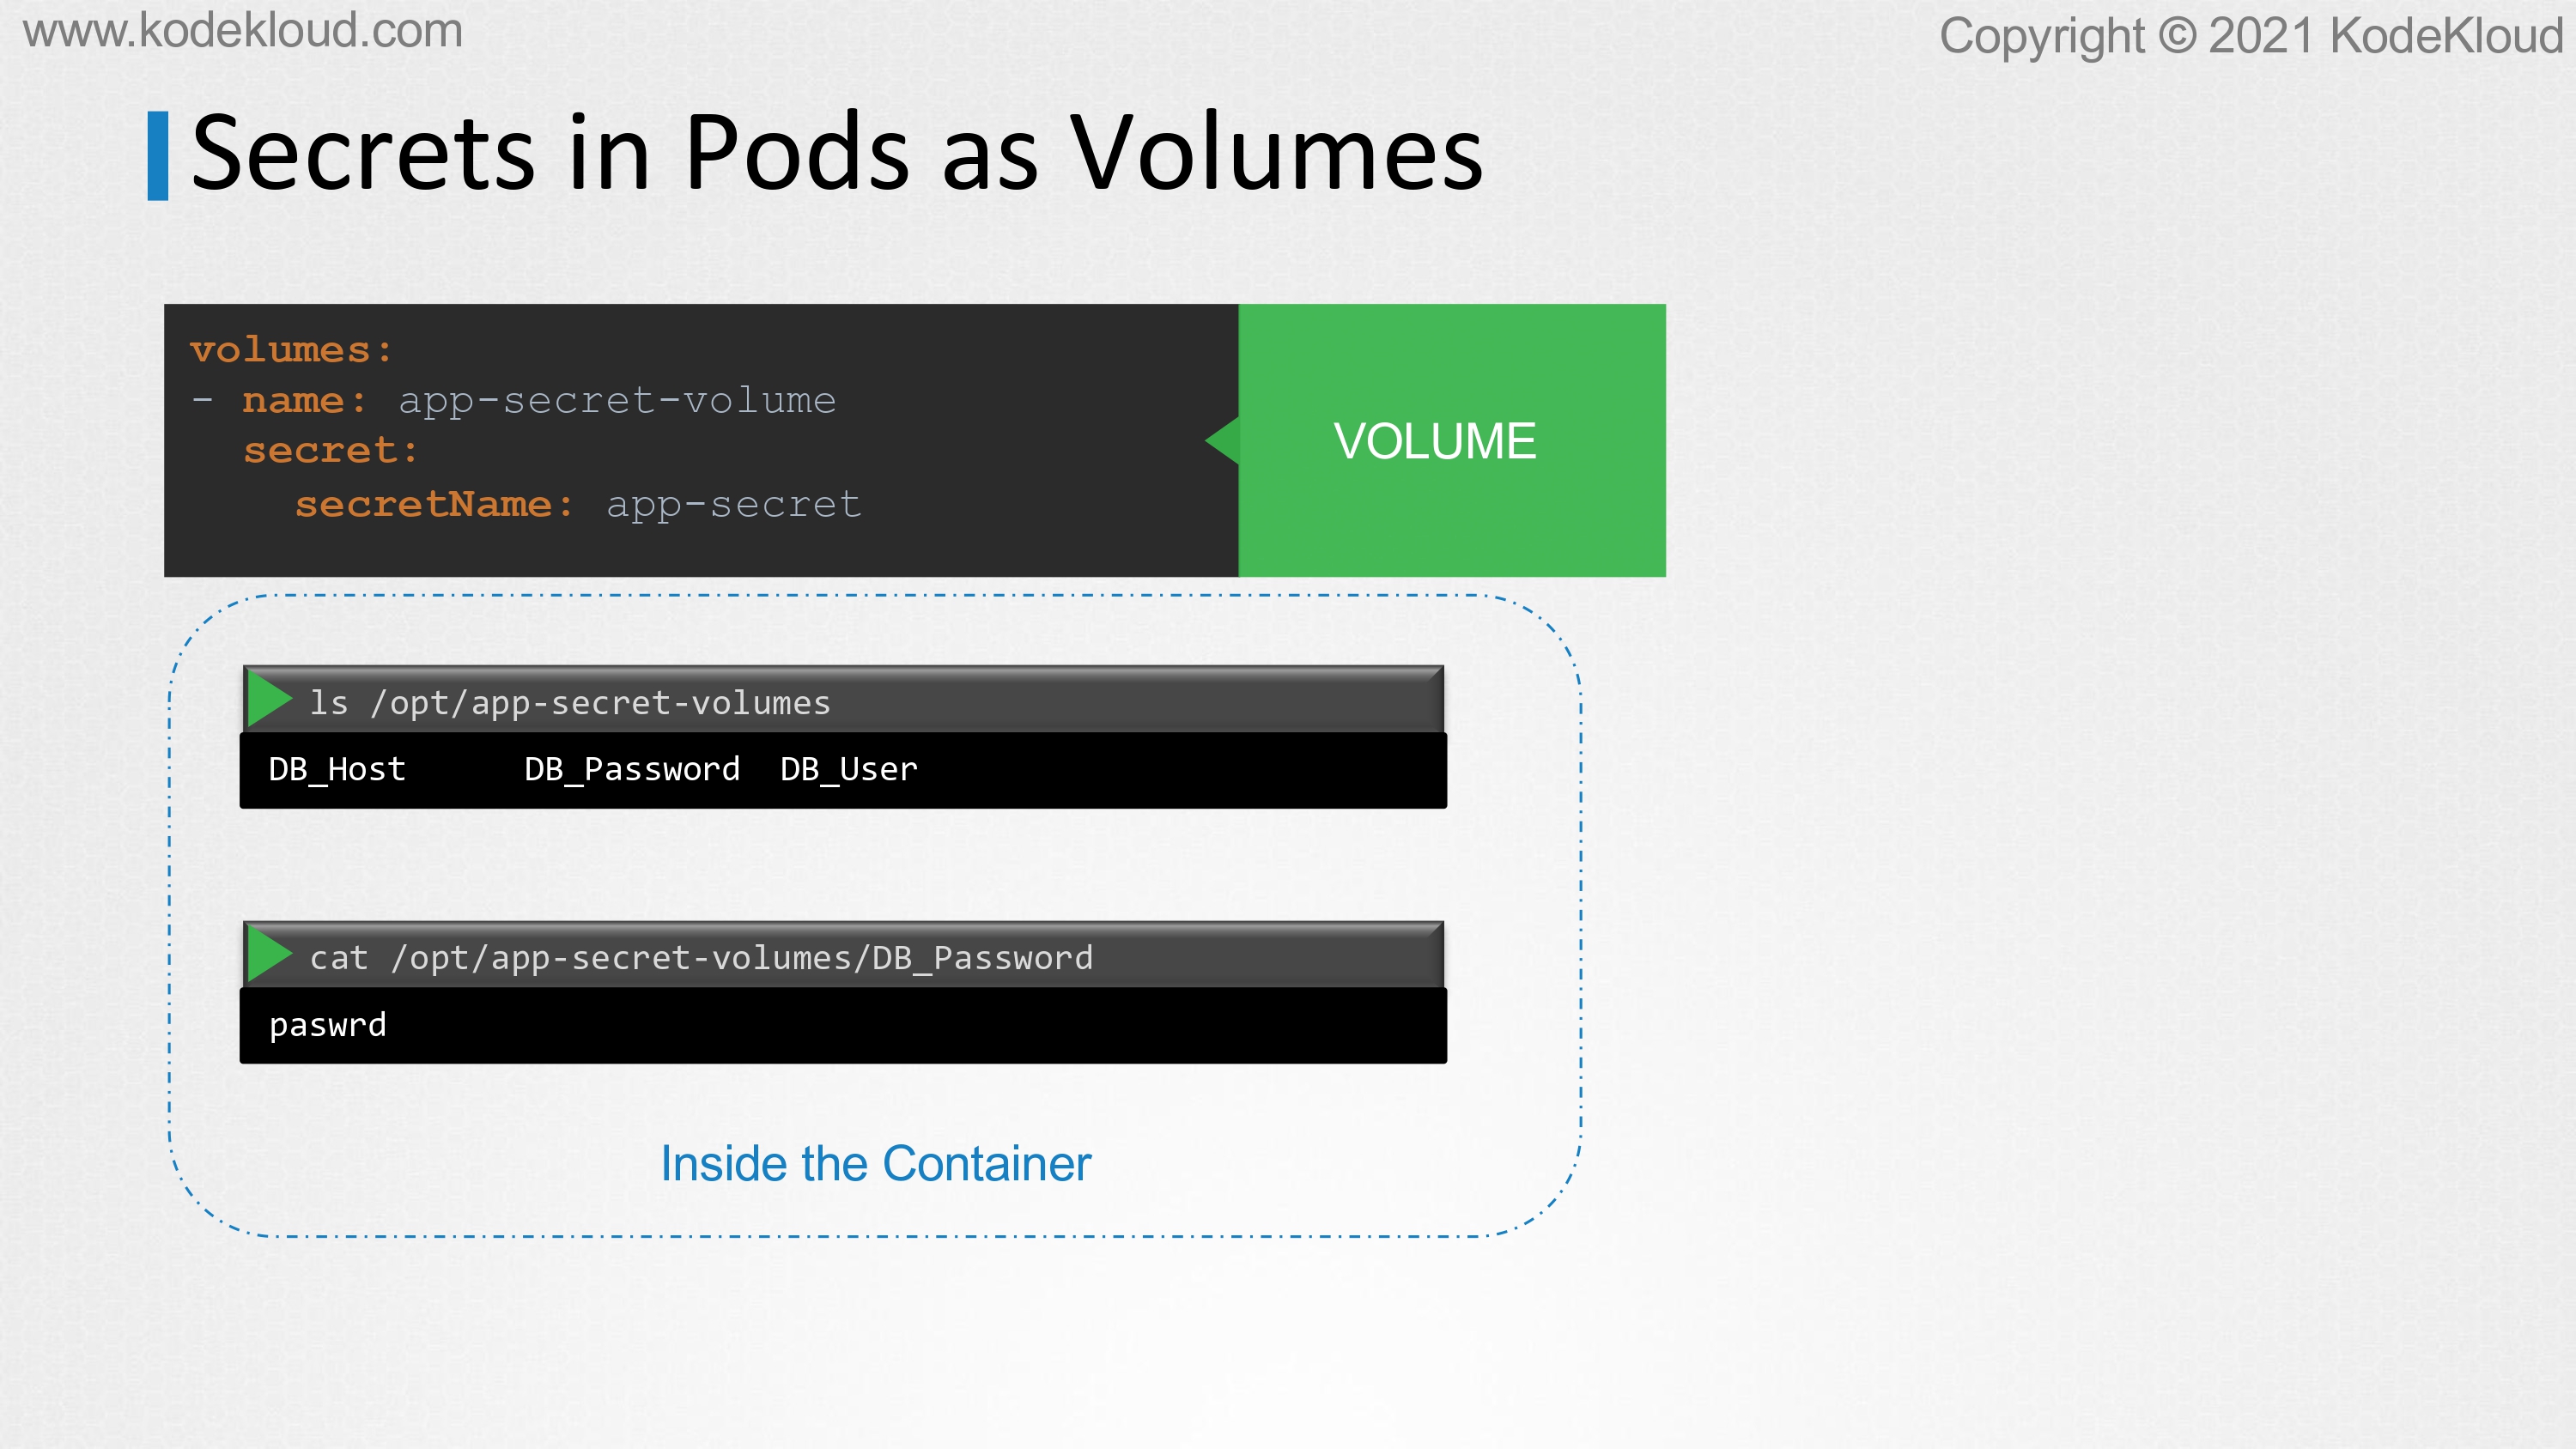 www.kodekloud.com
Copyright © 2021 KodeKloud
Secrets in Pods as Volumes
volumes:
- name: app-secret-volume
  secret:
    secretName: app-secret
VOLUME
ls /opt/app-secret-volumes
DB_Host      DB_Password  DB_User
cat /opt/app-secret-volumes/DB_Password
paswrd
Inside the Container